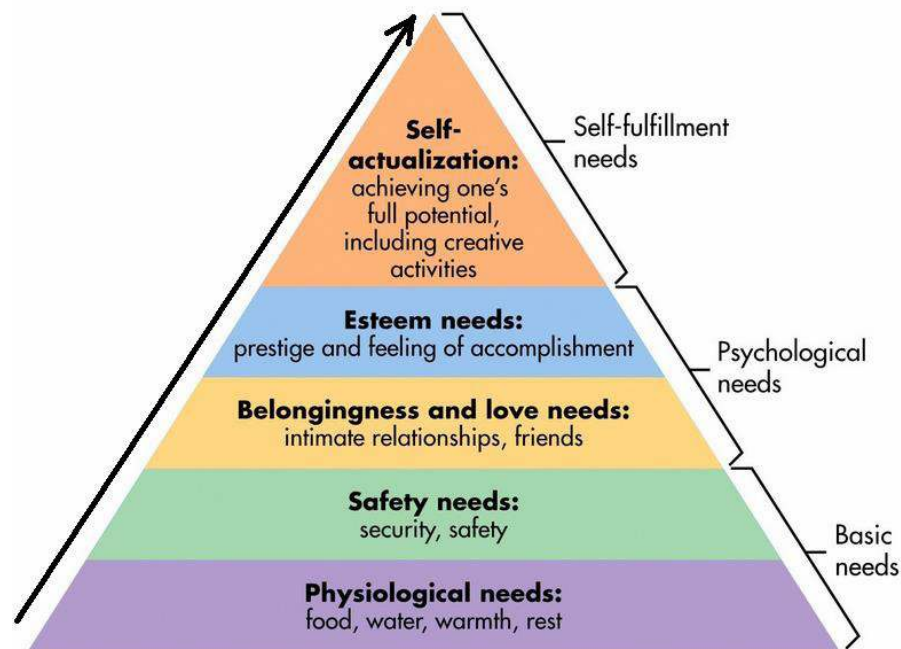 Self-
actualization:
achieving one's
full potential,
including creative
activities
Self-fulfillment
needs
Esteem needs:
prestige and feeling of accomplishment
Belongingness and love needs:
intimate relationships, friends
Psychological
needs
Safety needs:
security, safety
Physiological needs:
food, water, warmth, rest
Basic
needs